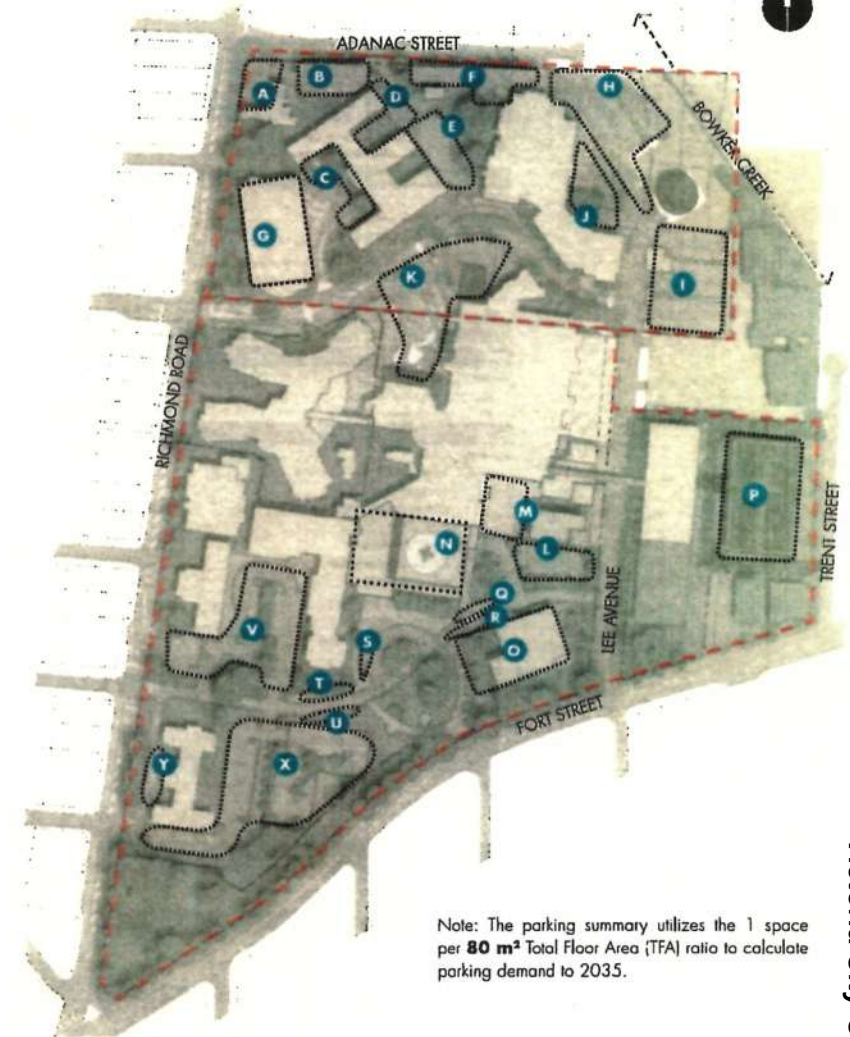 ADANAC STREET
A
B
F
H
D
E
BOWKER CREEK
C
J
G
K
I
RICHMOND ROAD
P
M
N
L
TRENT STREET
Q
R
V
S
O
LEE AVENUE
T
U
FORT STREET
Y
X
Note: The parking summary utilizes the 1 space
per 80 m² Total Floor Area (TFA) ratio to calculate
parking demand to 2035.